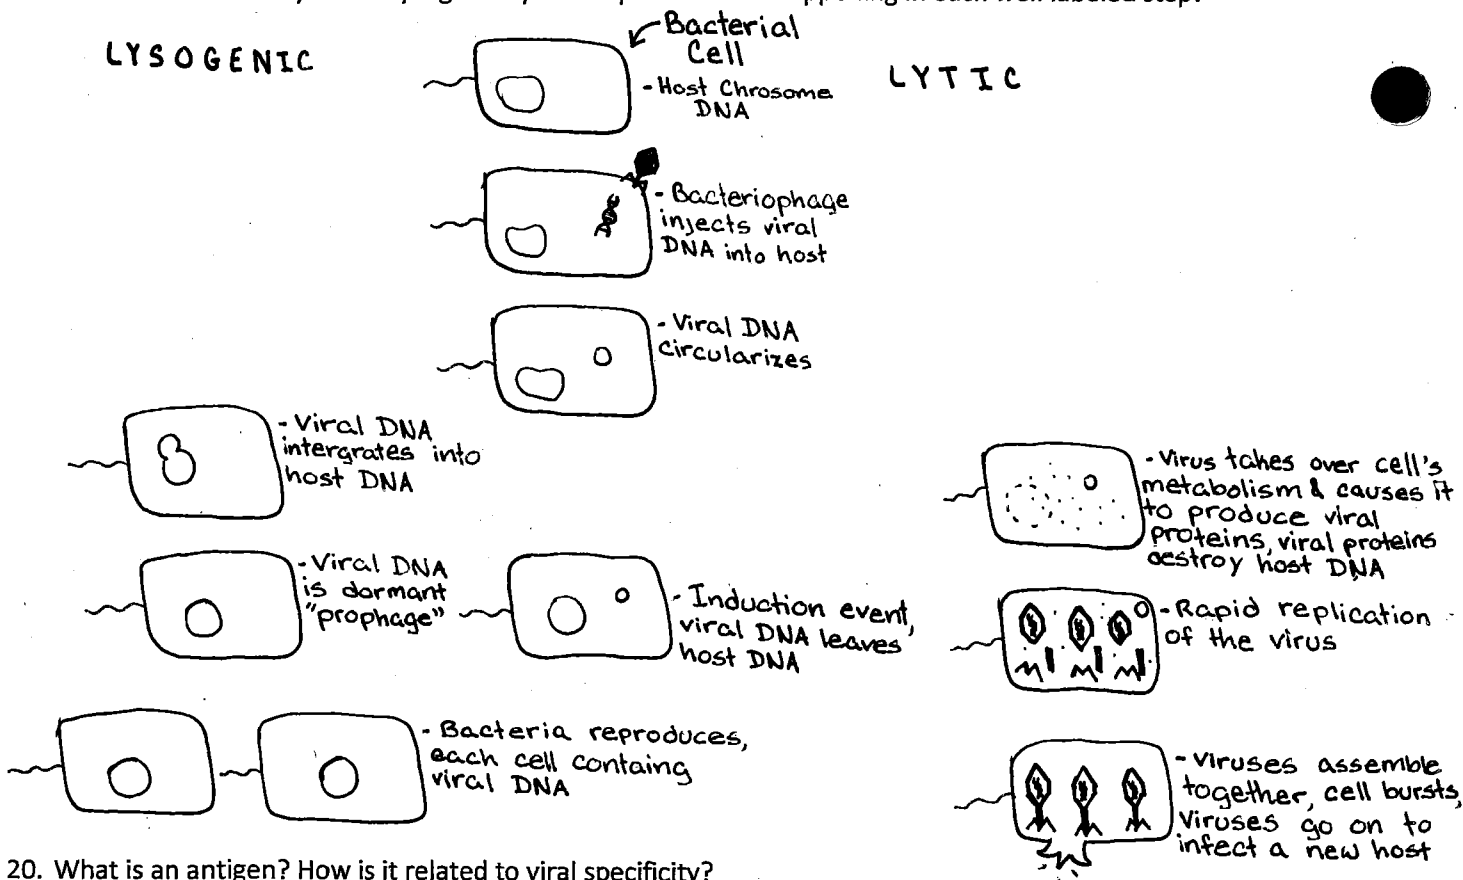 LYSOGENIC
Bacterial
Cell
- Host Chrosome
DNA
LYTIC
- Bacteriophage
injects viral
DNA into host
- Viral DNA
circularizes
- Viral DNA
intergrates into
host DNA
- Viral DNA
is dormant
"prophage"
- Induction event,
viral DNA leaves
host DNA
- Bacteria reproduces,
each cell containg
viral DNA
- Virus takes over cell's
metabolism & causes it
to produce viral
proteins, viral proteins
destroy host DNA
- Rapid replication
of the virus
- Viruses assemble
together, cell bursts,
viruses go on to
infect a new host
20. What is an antigen? How is it related to viral specificity?